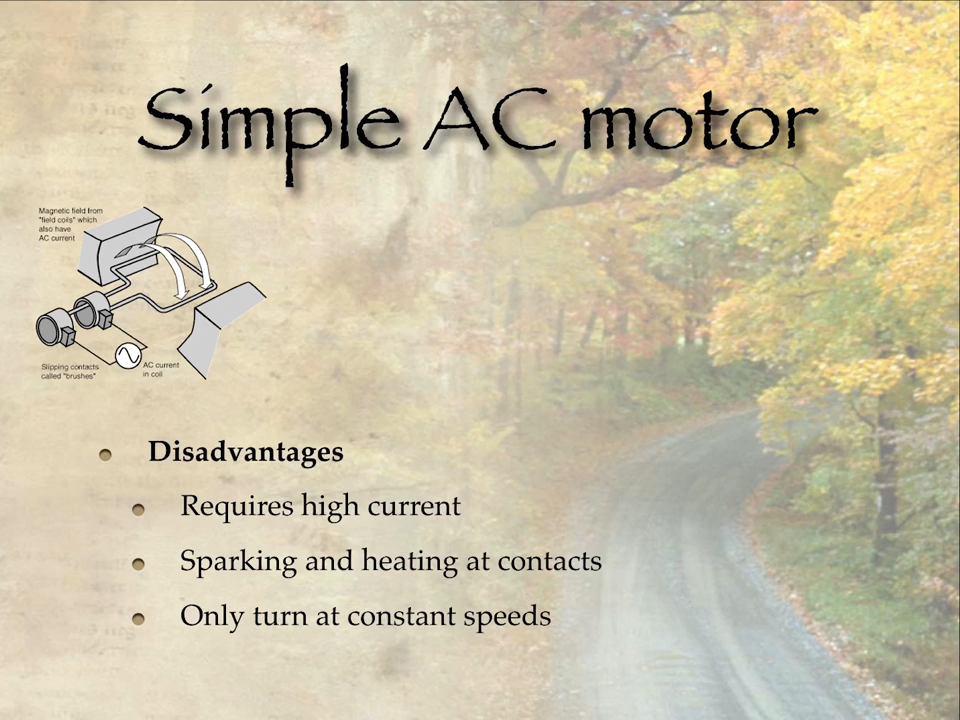 Simple AC motor
Magnetic field from
"field coils" which
also have
AC current
Slipping contacts
called "brushes"
AC current
in coil
Disadvantages
Requires high current
Sparking and heating at contacts
Only turn at constant speeds